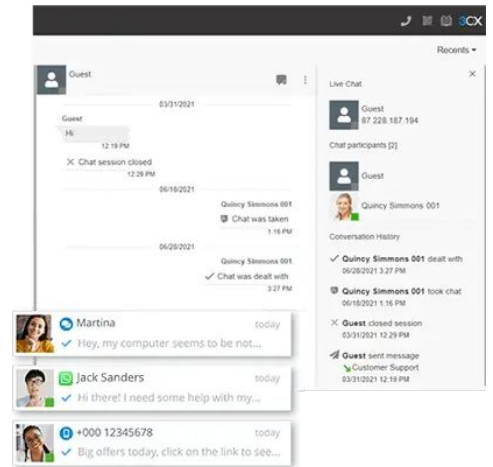 3CX
Recents
Guest
03/31/2021
Guest
Hi
12:19 PM
Chat session closed
12:29 PM
06/18/2021
Quincy Simmons 001
Chat was taken
1:16 PM
06/28/2021
Quincy Simmons 001
Chat was dealt with
3:27 PM
Live Chat
Guest
87.228.187.194
Chat participants [2]
Guest
Quincy Simmons 001
Conversation History
Quincy Simmons 001 dealt with
06/28/2021 3:27 PM
Quincy Simmons 001 took chat
06/18/2021 1:16 PM
Guest closed session
03/31/2021 12:29 PM
Guest sent message
Customer Support
03/31/2021 12:19 PM
Martina today
Hey, my computer seems to be not...
Jack Sanders today
Hi there! I need some help with my...
+000 12345678 today
Big offers today, click on the link to see...